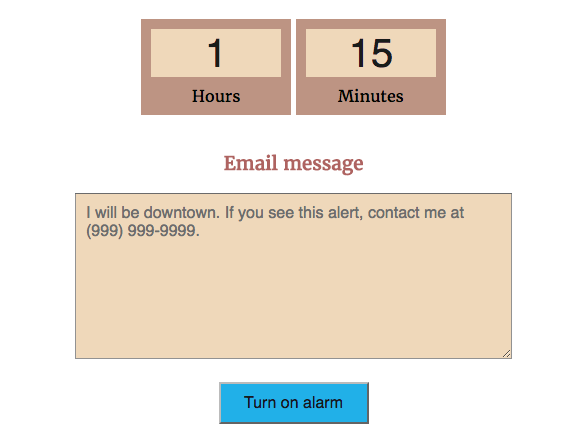 1 15
Hours Minutes
Email message
I will be downtown. If you see this alert, contact me at
(999) 999-9999.
Turn on alarm